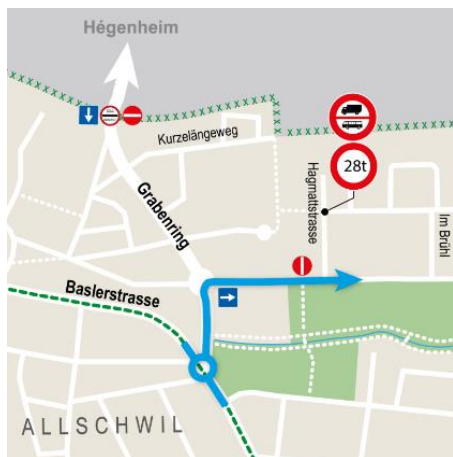 Hégenheim
Kurzelängeweg
28t
Hagmattstrasse
Grabenring
Im Brühl
Baslerstrasse
ALLSCHWIL